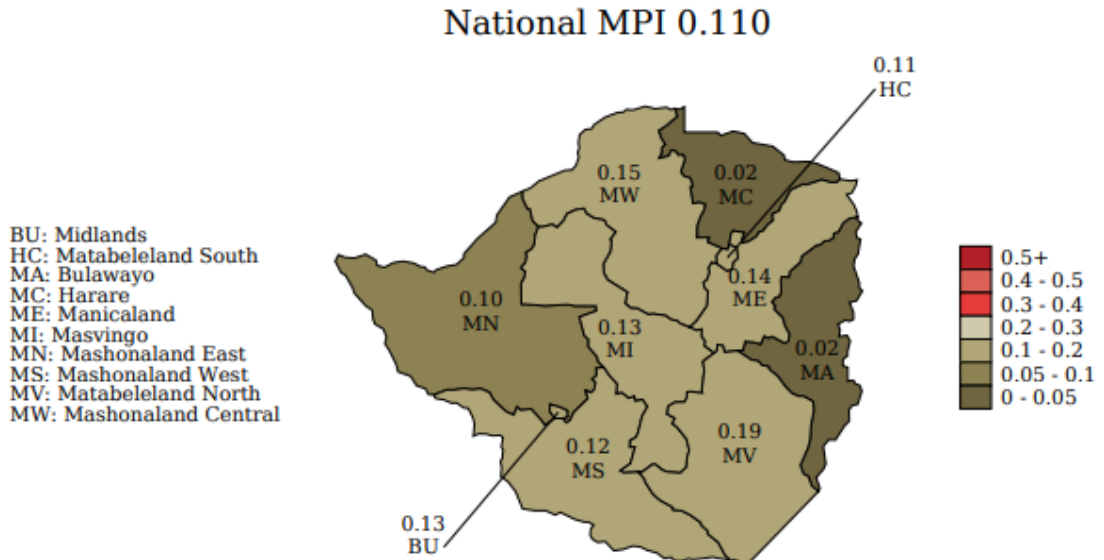 National MPI 0.110
0.11
HC
0.15
MW
0.02
MC
BU: Midlands
HC: Matabeleland South
MA: Bulawayo
MC: Harare
ME: Manicaland
MI: Masvingo
MN: Mashonaland East
MS: Mashonaland West
MV: Matabeleland North
MW: Mashonaland Central
0.10
MN
0.14
ME
0.13
MI
0.02
MA
0.12
MS
0.19
MV
0.13
BU
0.5+
0.4 - 0.5
0.3 - 0.4
0.2 - 0.3
0.1 - 0.2
0.05 - 0.1
0 - 0.05